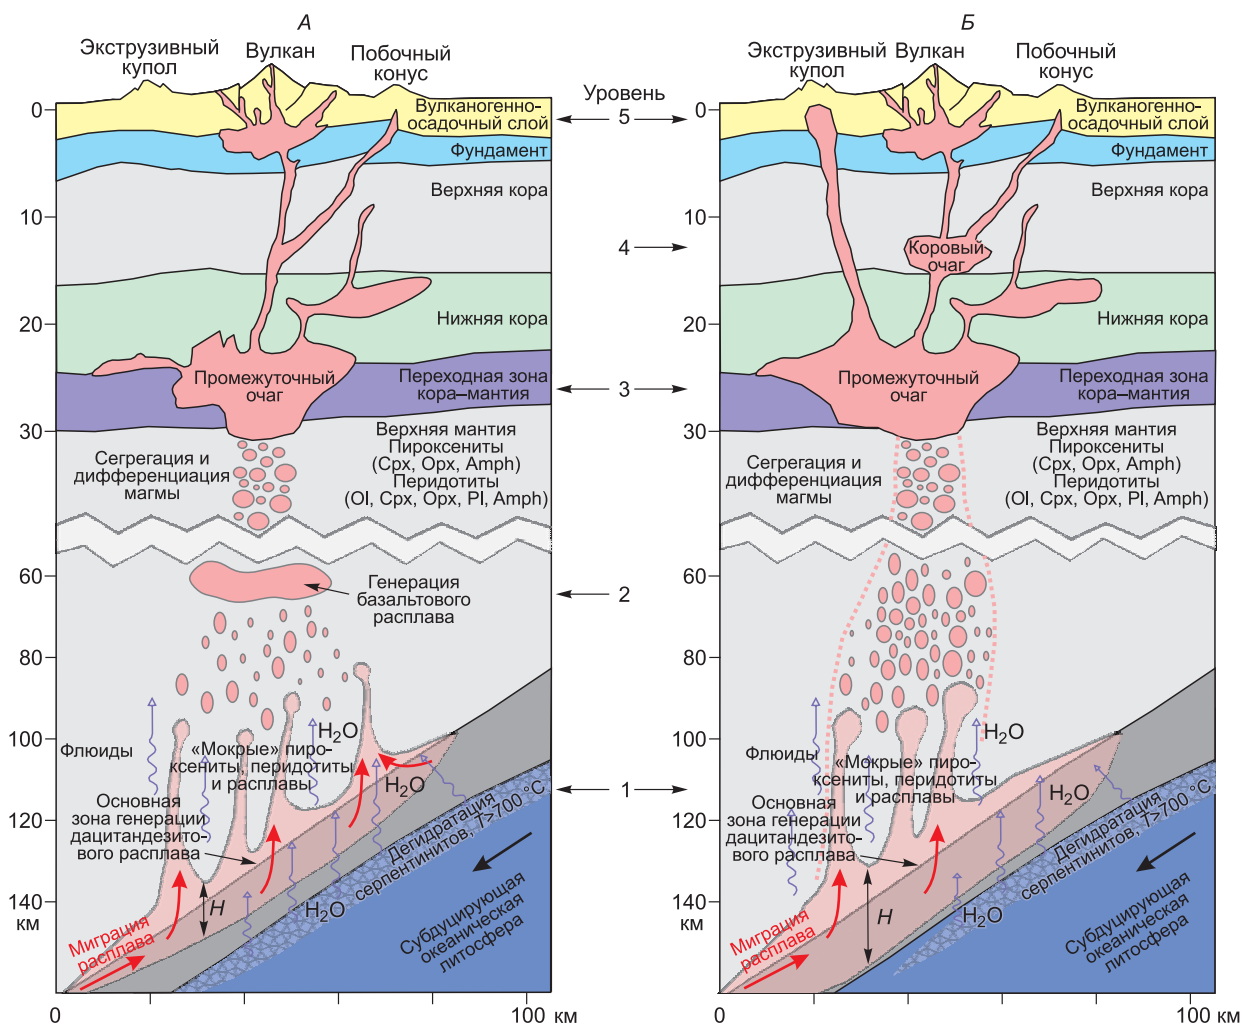 А
Экструзивный
купол
Вулкан
Побочный
конус
0
10
20
30
60
80
100
120
140
км
Вулканогенно-
осадочный слой
Фундамент
Верхняя кора
Нижняя кора
Промежуточный
очаг
Переходная зона
кора–мантия
Верхняя мантия
Пироксениты
(Cpx, Opx, Amph)
Перидотиты
(Ol, Cpx, Opx, Pl, Amph)
Сегрегация и
дифференциация
магмы
Генерация
базальтового
расплава
Флюиды
H2O
«Мокрые» пиро-
ксениты, перидотиты
и расплавы
H2O
Основная
зона генерации
дацитандезито-
вого расплава
Дегидратация
серпентинитов, T>700 °C
H
H2O
Миграция
расплава
Субдуцирующая
океаническая
литосфера
0
100 км
Уровень
5
4
3
2
1
Б
Экструзивный
купол
Вулкан
Побочный
конус
0
10
20
30
60
80
100
120
140
км
Вулканогенно-
осадочный слой
Фундамент
Верхняя кора
Коровый
очаг
Нижняя кора
Промежуточный
очаг
Переходная зона
кора–мантия
Верхняя мантия
Пироксениты
(Cpx, Opx, Amph)
Перидотиты
(Ol, Cpx, Opx, Pl, Amph)
Сегрегация и
дифференциация
магмы
Флюиды
H2O
«Мокрые» пиро-
ксениты, перидотиты
и расплавы
H2O
Основная
зона генерации
дацитандезито-
вого расплава
Дегидратация
серпентинитов, T>700 °C
H
H2O
Миграция
расплава
Субдуцирующая
океаническая
литосфера
0
100 км